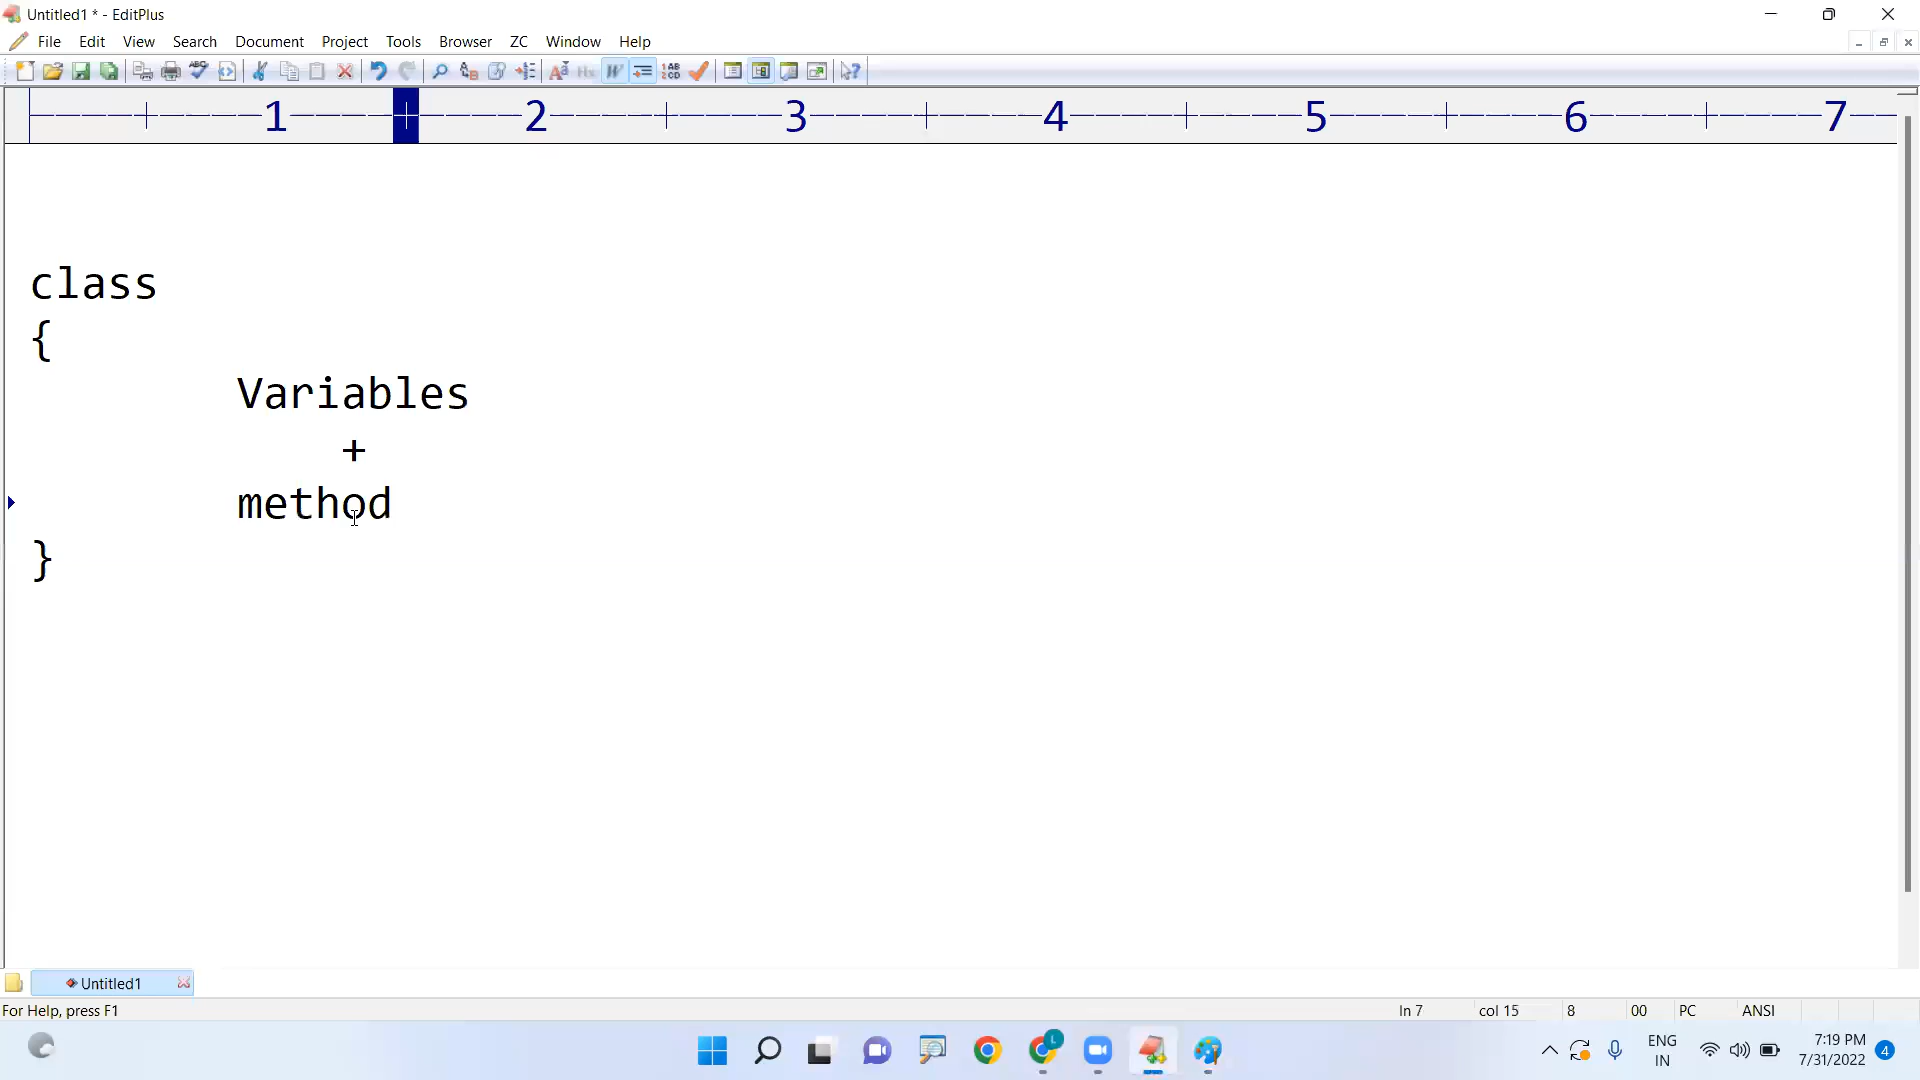 Untitled1 * - EditPlus
File Edit View Search Document Project Tools Browser ZC Window Help
1 2 3 4 5 6 7
class
{
Variables
+
method
}
Untitled1
For Help, press F1 ln 7 col 15 8 00 PC ANSI
ENG 7:19 PM
IN 7/31/2022 4